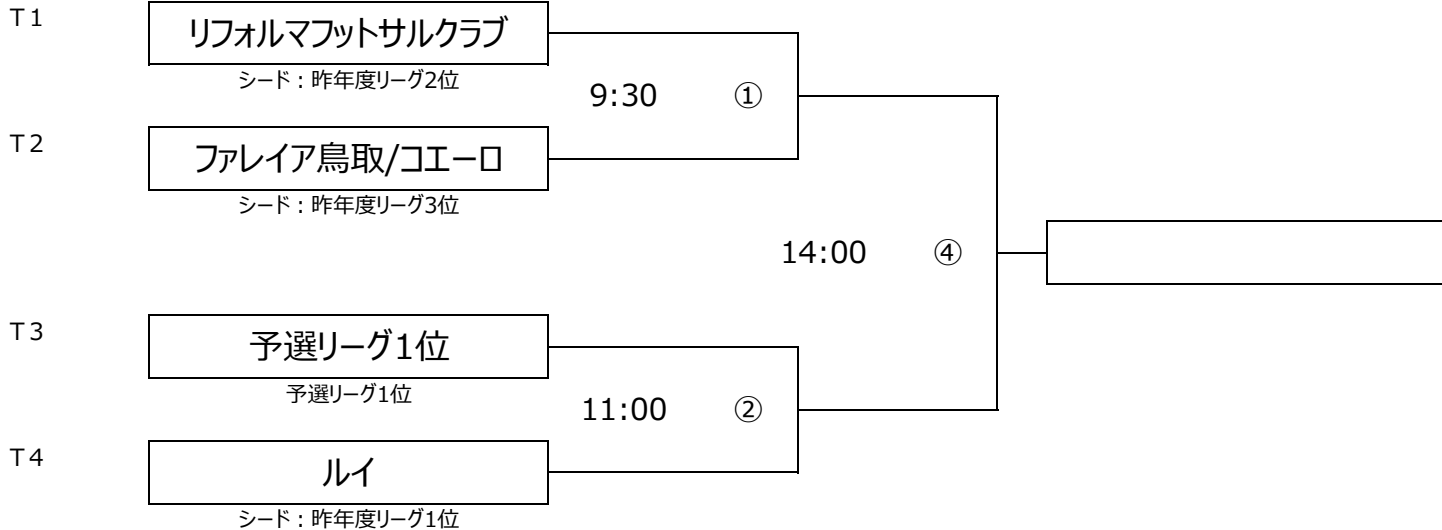 T1
リフォルマフットサルクラブ
シード：昨年度リーグ2位
9:30 ①
T2
ファレイア鳥取/コエーロ
シード：昨年度リーグ3位
14:00 ④
T3
予選リーグ1位
予選リーグ1位
11:00 ②
T4
ルイ
シード：昨年度リーグ1位